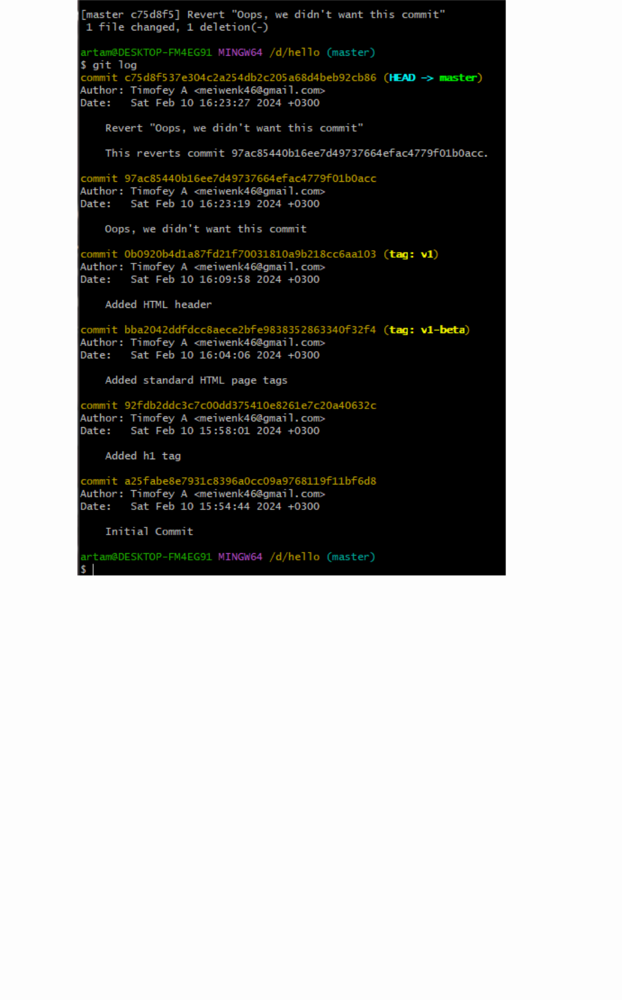 [master c75d8f5] Revert "Oops, we didn't want this commit"
 1 file changed, 1 deletion(-)

artam@DESKTOP-FM4EG91 MINGW64 /d/hello (master)
$ git log
commit c75d8f537e304c2a254db2c205a68d4beb92cb86 (HEAD -> master)
Author: Timofey A <meiwenk46@gmail.com>
Date:   Sat Feb 10 16:23:27 2024 +0300

    Revert "Oops, we didn't want this commit"

    This reverts commit 97ac85440b16ee7d49737664efac4779f01b0acc.

commit 97ac85440b16ee7d49737664efac4779f01b0acc
Author: Timofey A <meiwenk46@gmail.com>
Date:   Sat Feb 10 16:23:19 2024 +0300

    Oops, we didn't want this commit

commit 0b0920b4d1a87fd21f70031810a9b218cc6aa103 (tag: v1)
Author: Timofey A <meiwenk46@gmail.com>
Date:   Sat Feb 10 16:09:58 2024 +0300

    Added HTML header

commit bba2042ddfdcc8aece2bfe9838352863340f32f4 (tag: v1-beta)
Author: Timofey A <meiwenk46@gmail.com>
Date:   Sat Feb 10 16:04:06 2024 +0300

    Added standard HTML page tags

commit 92fdb2ddc3c7c00dd375410e8261e7c20a40632c
Author: Timofey A <meiwenk46@gmail.com>
Date:   Sat Feb 10 15:58:01 2024 +0300

    Added h1 tag

commit a25fabe8e7931c8396a0cc09a9768119f11bf6d8
Author: Timofey A <meiwenk46@gmail.com>
Date:   Sat Feb 10 15:54:44 2024 +0300

    Initial Commit

artam@DESKTOP-FM4EG91 MINGW64 /d/hello (master)
$